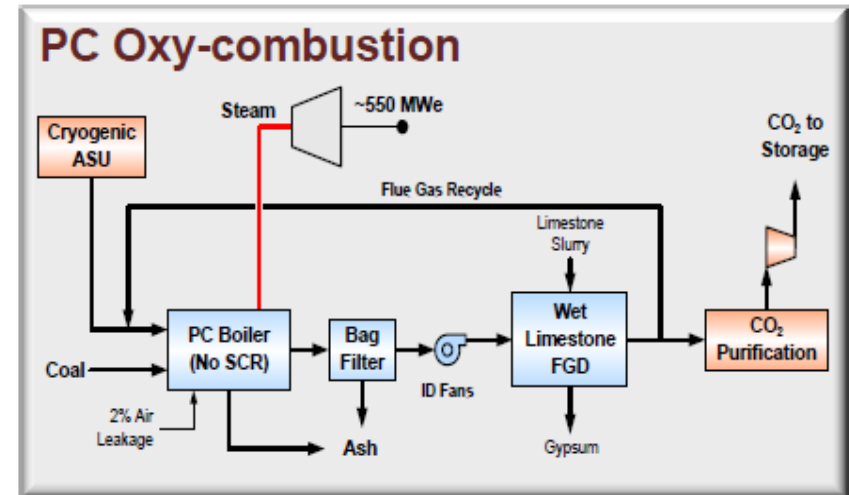 PC Oxy-combustion
Steam
~550 MWe
Cryogenic
ASU
CO₂ to
Storage
Flue Gas Recycle
Limestone
Slurry
PC Boiler
(No SCR)
Bag
Filter
Wet
Limestone
FGD
CO₂
Purification
Coal
ID Fans
2% Air
Leakage
Ash
Gypsum